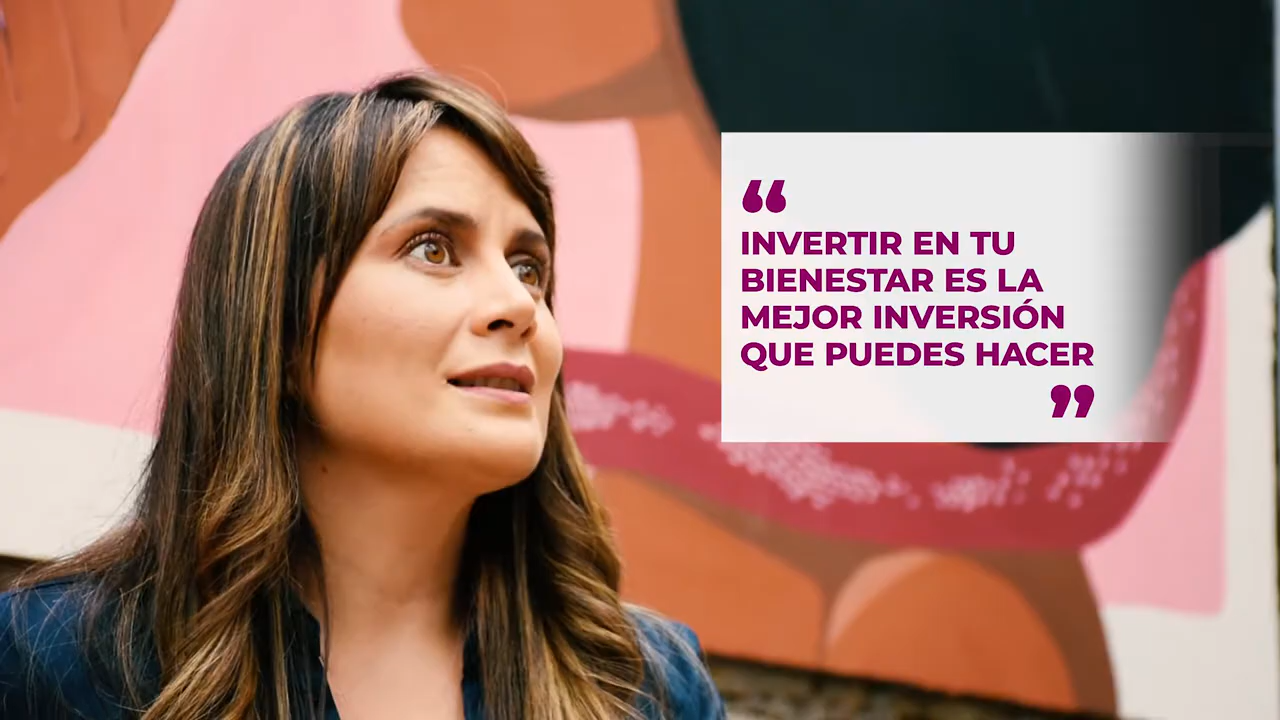 “
INVERTIR EN TU
BIENESTAR ES LA
MEJOR INVERSIÓN
QUE PUEDES HACER
”